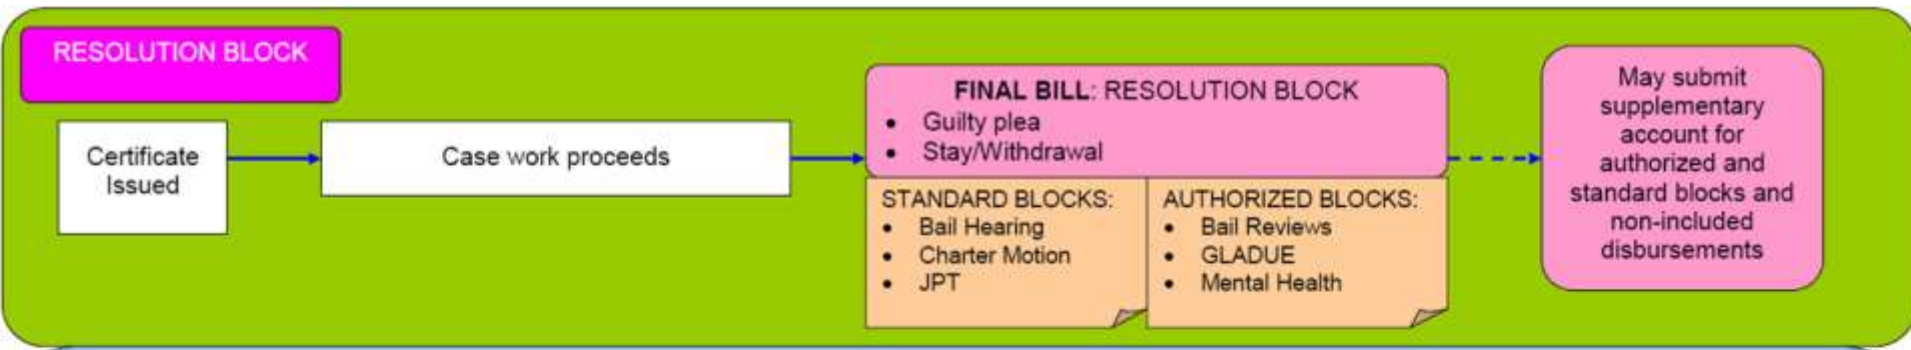 RESOLUTION BLOCK
Certificate
Issued
Case work proceeds
FINAL BILL: RESOLUTION BLOCK
• Guilty plea
• Stay/Withdrawal
STANDARD BLOCKS:
• Bail Hearing
• Charter Motion
• JPT
AUTHORIZED BLOCKS:
• Bail Reviews
• GLADUE
• Mental Health
May submit
supplementary
account for
authorized and
standard blocks and
non-included
disbursements